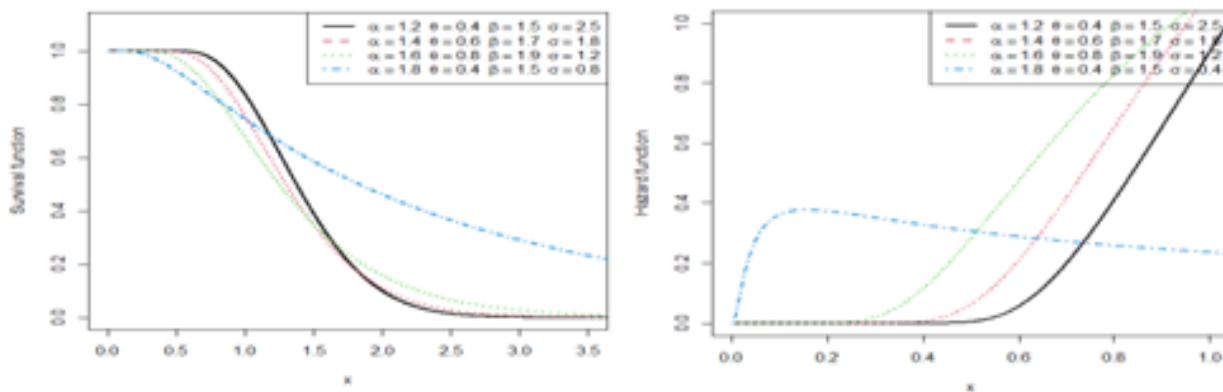 α = 1.2 θ = 0.4 β = 1.5 σ = 2.5
α = 1.4 θ = 0.6 β = 1.7 σ = 1.8
α = 1.6 θ = 0.8 β = 1.9 σ = 1.2
α = 1.8 θ = 0.4 β = 1.5 σ = 0.8
Survival function
1.0
0.8
0.6
0.4
0.2
0.0
0.0 0.5 1.0 1.5 2.0 2.5 3.0 3.5
x
α = 1.2 θ = 0.4 β = 1.5 σ = 2.5
α = 1.4 θ = 0.6 β = 1.7 σ = 1.8
α = 1.6 θ = 0.8 β = 1.9 σ = 1.2
α = 1.8 θ = 0.4 β = 1.5 σ = 0.4
Hazard function
1.0
0.8
0.6
0.4
0.2
0.0
0.0 0.2 0.4 0.6 0.8 1.0
x